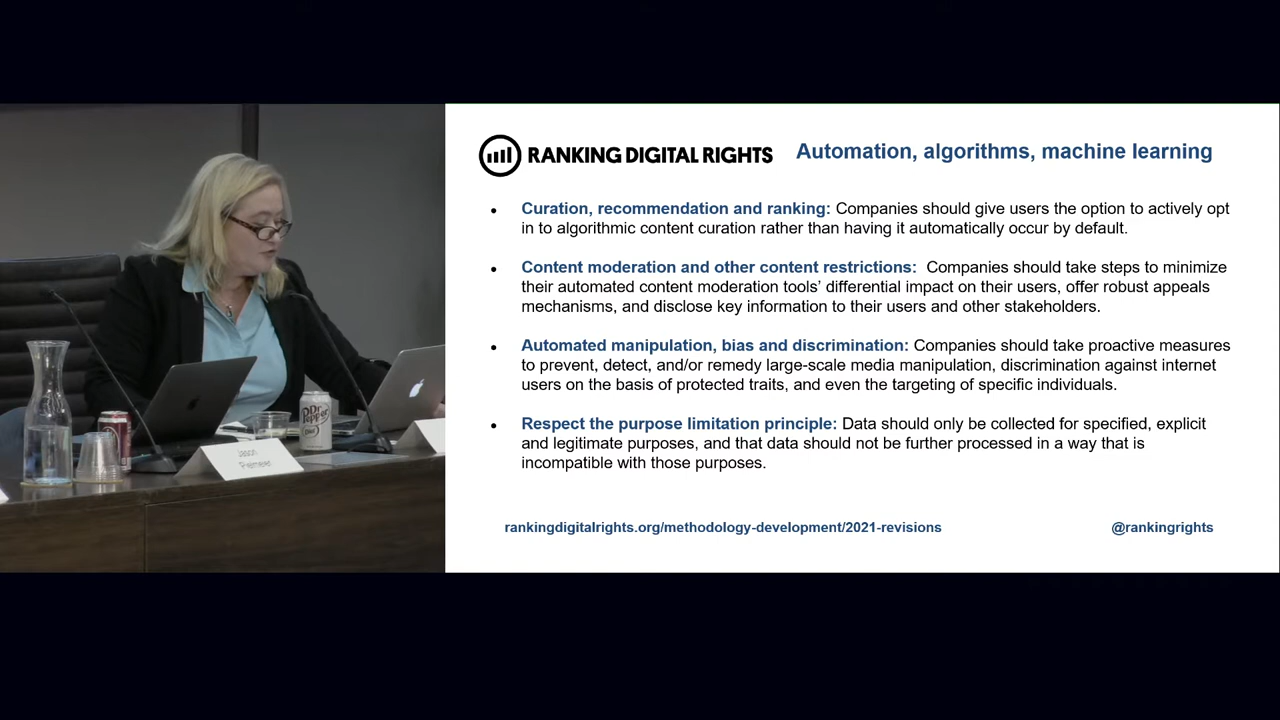 RANKING DIGITAL RIGHTS
Automation, algorithms, machine learning
• Curation, recommendation and ranking: Companies should give users the option to actively opt
in to algorithmic content curation rather than having it automatically occur by default.
• Content moderation and other content restrictions: Companies should take steps to minimize
their automated content moderation tools’ differential impact on their users, offer robust appeals
mechanisms, and disclose key information to their users and other stakeholders.
• Automated manipulation, bias and discrimination: Companies should take proactive measures
to prevent, detect, and/or remedy large-scale media manipulation, discrimination against internet
users on the basis of protected traits, and even the targeting of specific individuals.
• Respect the purpose limitation principle: Data should only be collected for specified, explicit
and legitimate purposes, and that data should not be further processed in a way that is
incompatible with those purposes.
rankingdigitalrights.org/methodology-development/2021-revisions
@rankingrights
Dr Pepper
Jason
Pielemeier